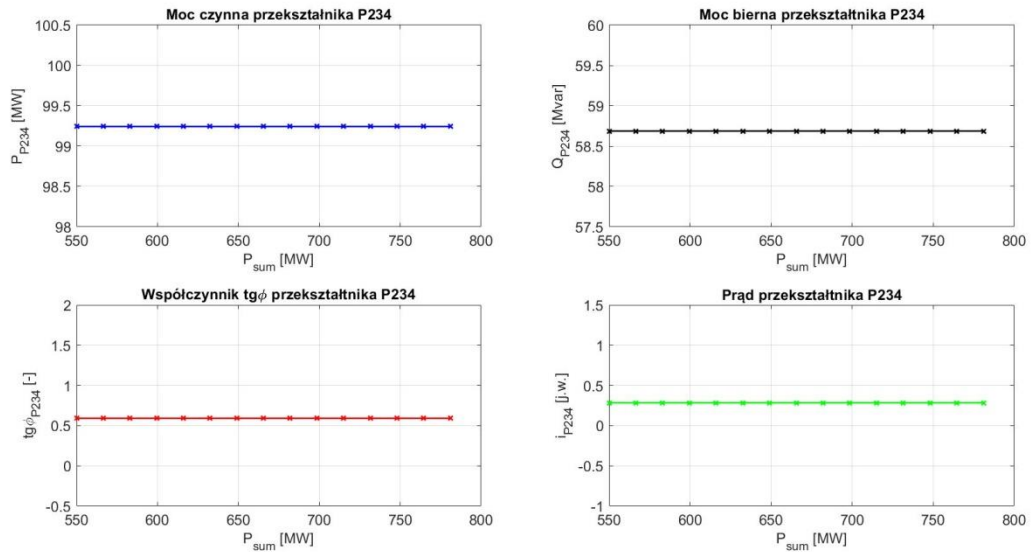 Moc czynna przekształnika P234
100.5
100
99.5
99
98.5
98
P_P234 [MW]
550 600 650 700 750 800
P_sum [MW]
Moc bierna przekształtnika P234
60
59.5
59
58.5
58
57.5
Q_P234 [Mvar]
550 600 650 700 750 800
P_sum [MW]
Współczynnik tgϕ przekształtnika P234
2
1.5
1
0.5
0
-0.5
tgϕ_P234 [-]
550 600 650 700 750 800
P_sum [MW]
Prąd przekształtnika P234
1.5
1
0.5
0
-0.5
-1
i_P234 [j.w.]
550 600 650 700 750 800
P_sum [MW]